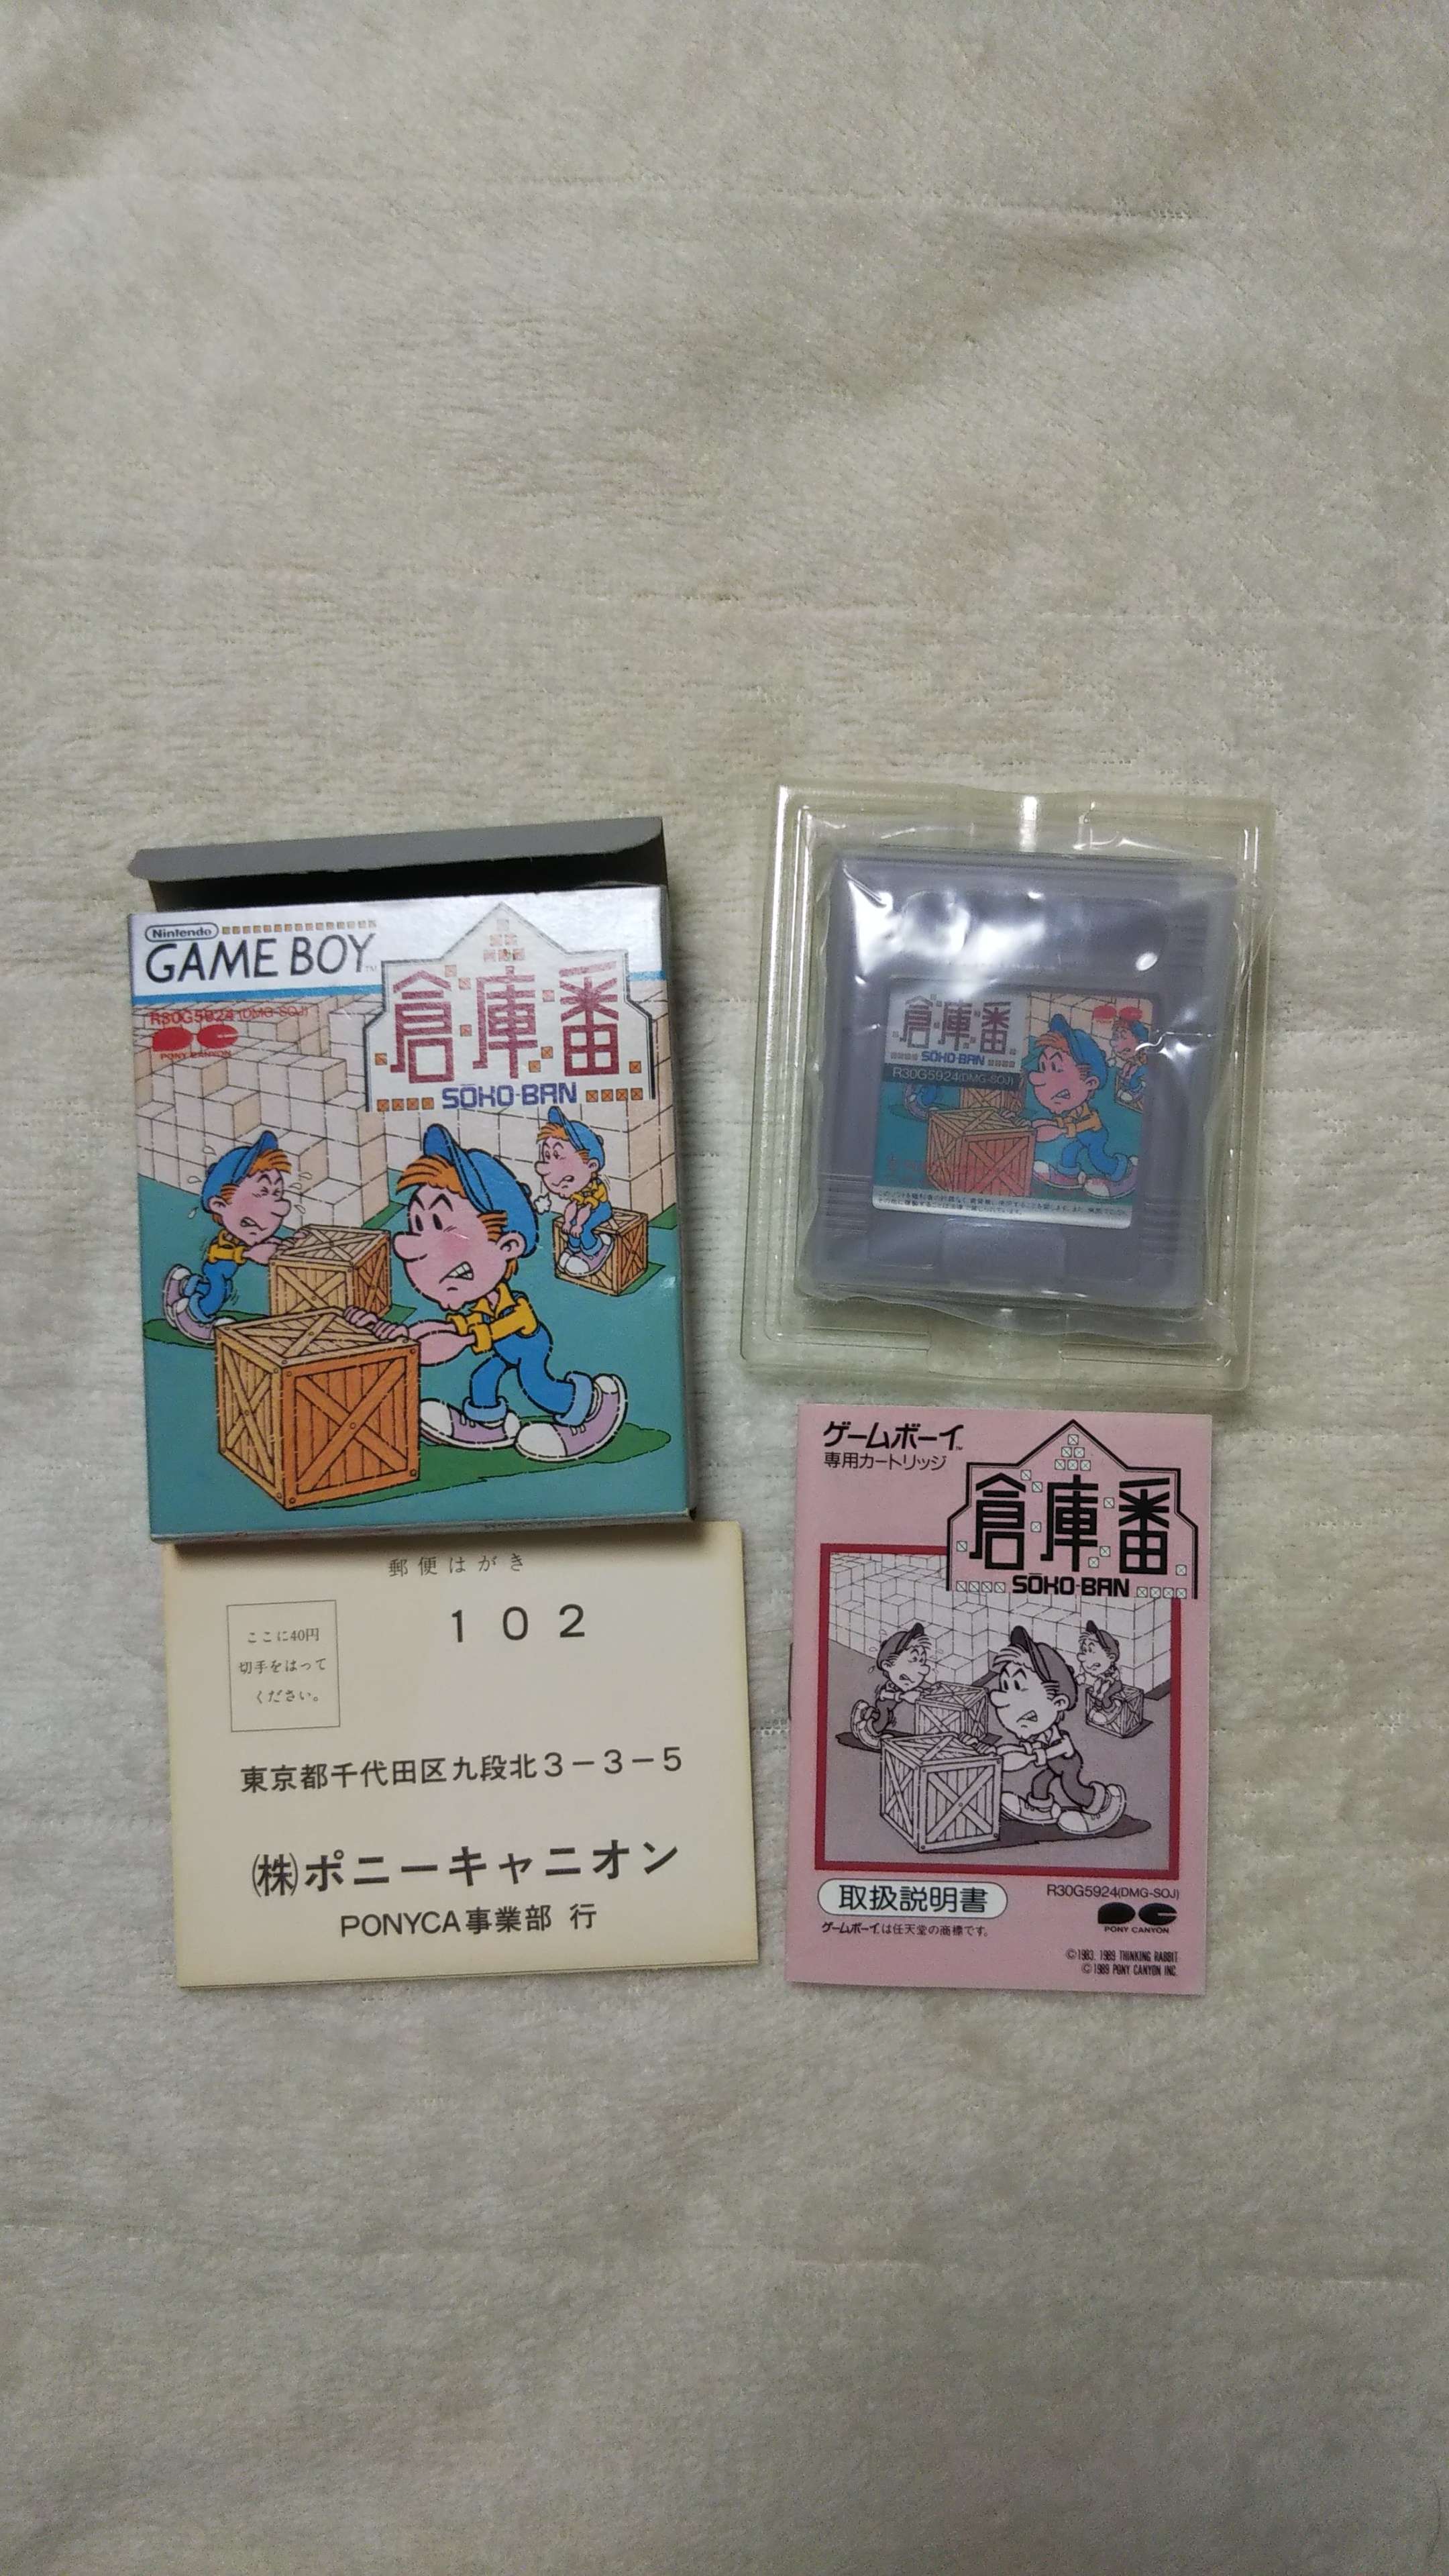 Nintendo
GAME BOY™
R30G5924(DMG-SOJ)
PONY CANYON
倉庫番
SŌKO-BAN
倉庫番
SŌKO-BAN
R30G5924(DMG-SOJ)
郵便はがき
ここに40円
切手をはって
ください。
102
東京都千代田区九段北3-3-5
㈱ポニーキャニオン
PONYCA事業部 行
ゲームボーイ™
専用カートリッジ
倉庫番
SŌKO-BAN
取扱説明書
ゲームボーイは任天堂の商標です。
R30G5924(DMG-SOJ)
PONY CANYON
©1983, 1989 THINKING RABBIT
©1989 PONY CANYON INC.